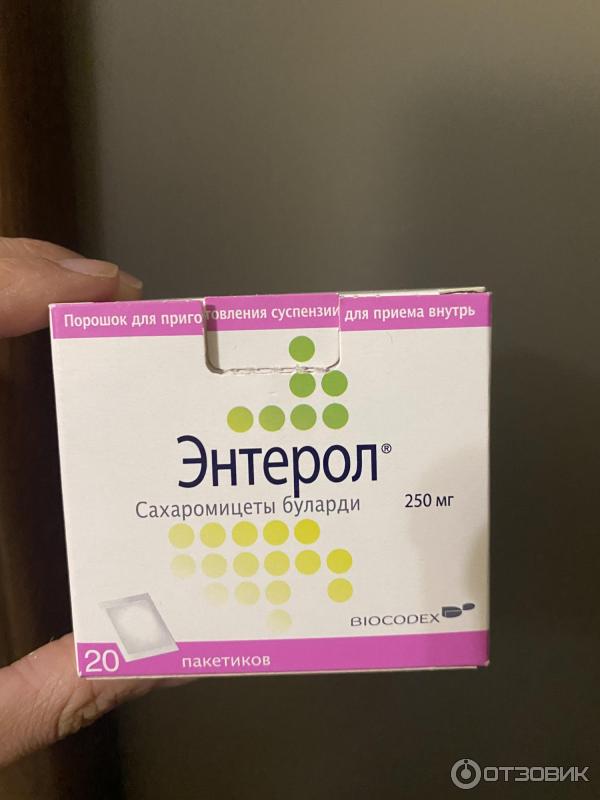 Порошок для приготовления суспензии для приема внутрь
Энтерол®
Сахаромицеты буларди 250 мг
BIOCODEX
20 пакетиков
ОТЗОВИК